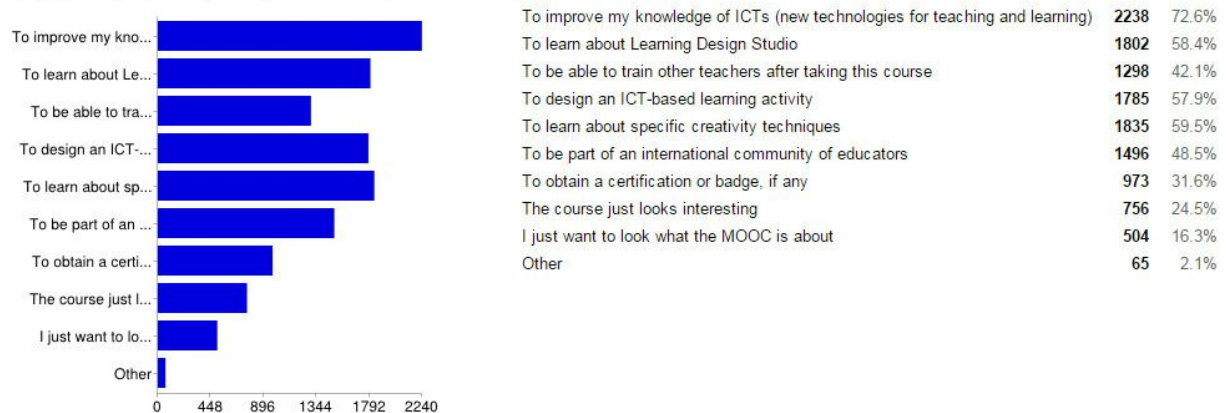 To improve my kno...
To learn about Le...
To be able to tra...
To design an ICT-...
To learn about sp...
To be part of an ...
To obtain a certi...
The course just l...
I just want to lo...
Other
0 448 896 1344 1792 2240
To improve my knowledge of ICTs (new technologies for teaching and learning) 2238 72.6%
To learn about Learning Design Studio 1802 58.4%
To be able to train other teachers after taking this course 1298 42.1%
To design an ICT-based learning activity 1785 57.9%
To learn about specific creativity techniques 1835 59.5%
To be part of an international community of educators 1496 48.5%
To obtain a certification or badge, if any 973 31.6%
The course just looks interesting 756 24.5%
I just want to look what the MOOC is about 504 16.3%
Other 65 2.1%